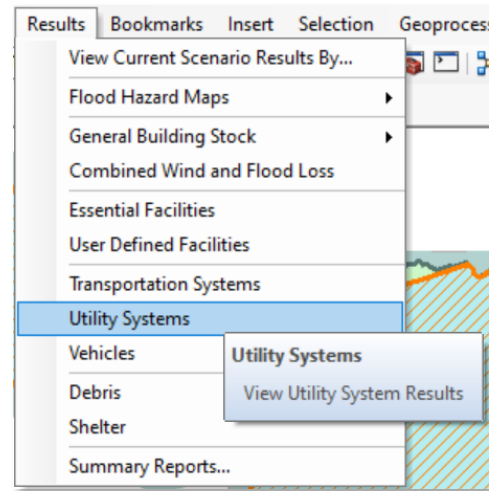 Results Bookmarks Insert Selection Geoprocess
View Current Scenario Results By...
Flood Hazard Maps
General Building Stock
Combined Wind and Flood Loss
Essential Facilities
User Defined Facilities
Transportation Systems
Utility Systems
Vehicles
Utility Systems
View Utility System Results
Debris
Shelter
Summary Reports...